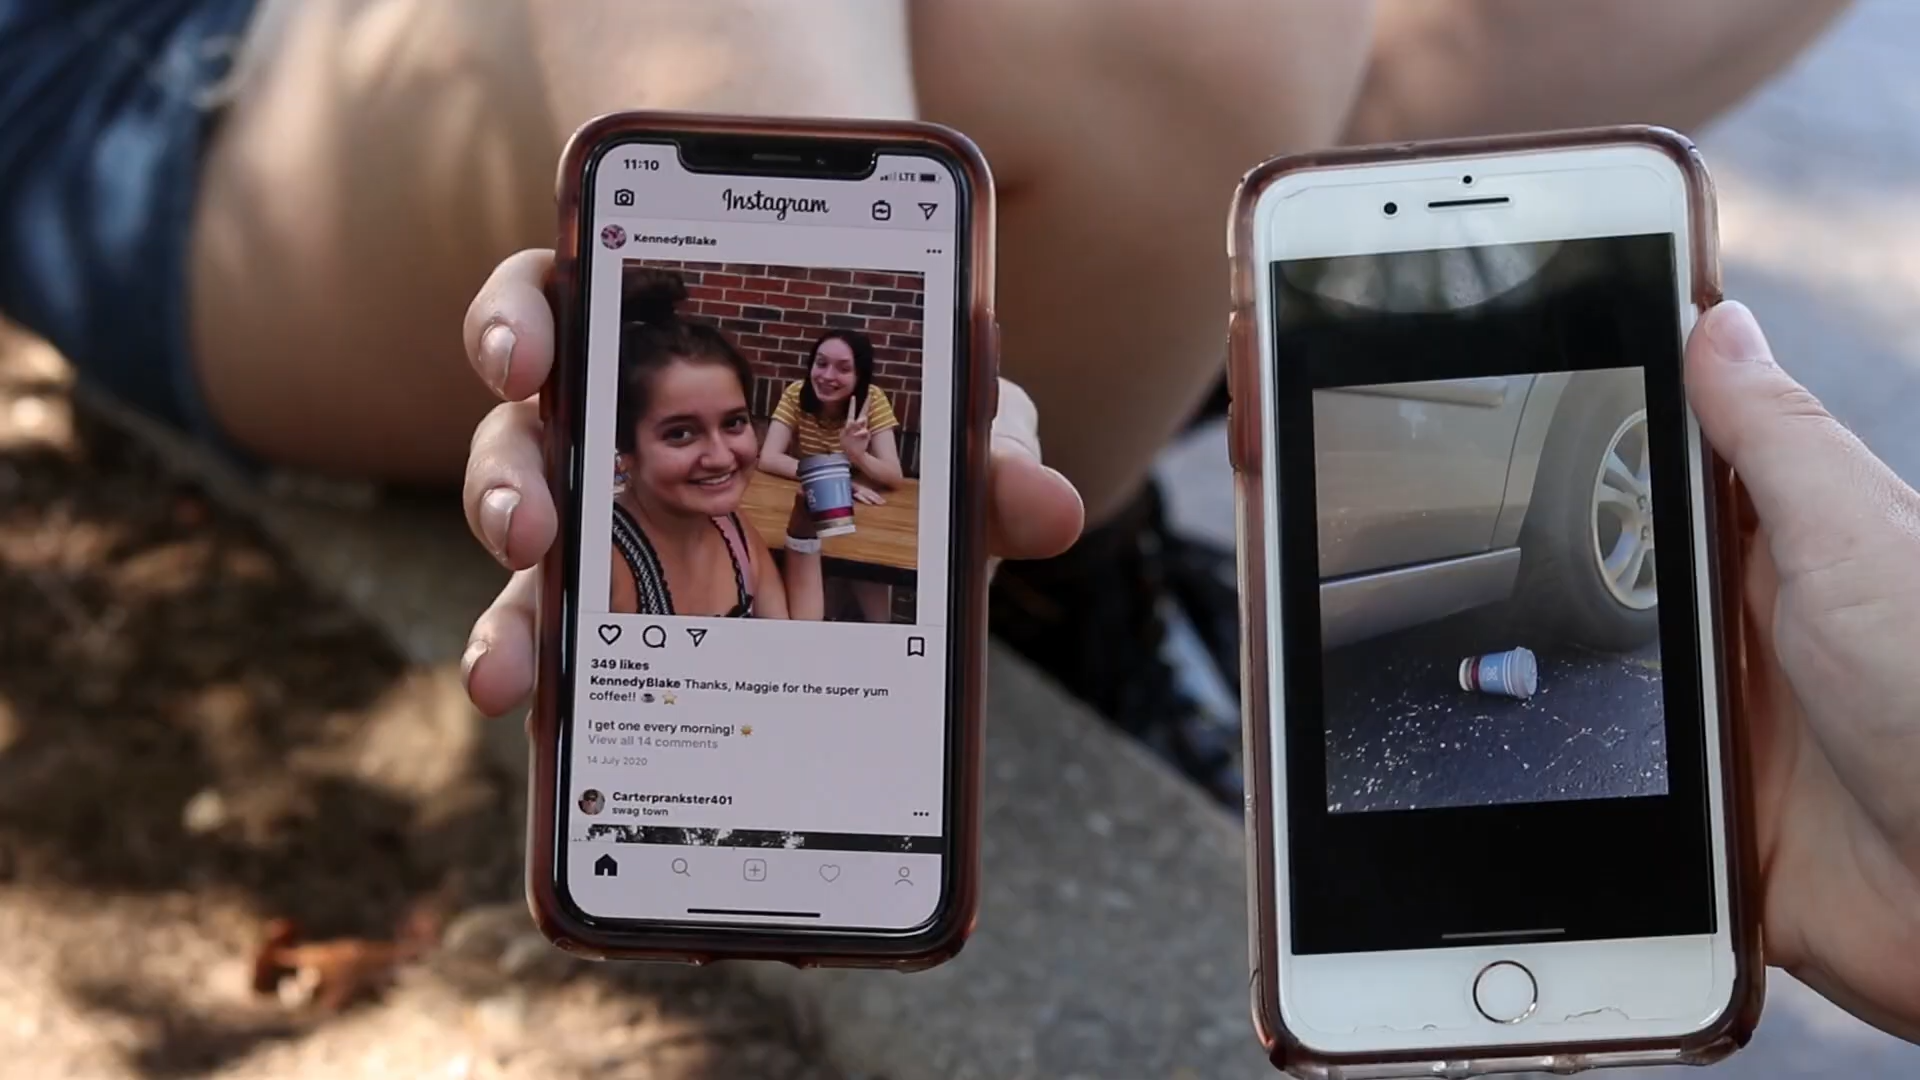 11:10
LTE
Instagram
KennedyBlake
349 likes
KennedyBlake Thanks, Maggie for the super yum
coffee!! ☕ ⭐
I get one every morning! ☀️
View all 14 comments
14 July 2020
Carterprankster401
swag town